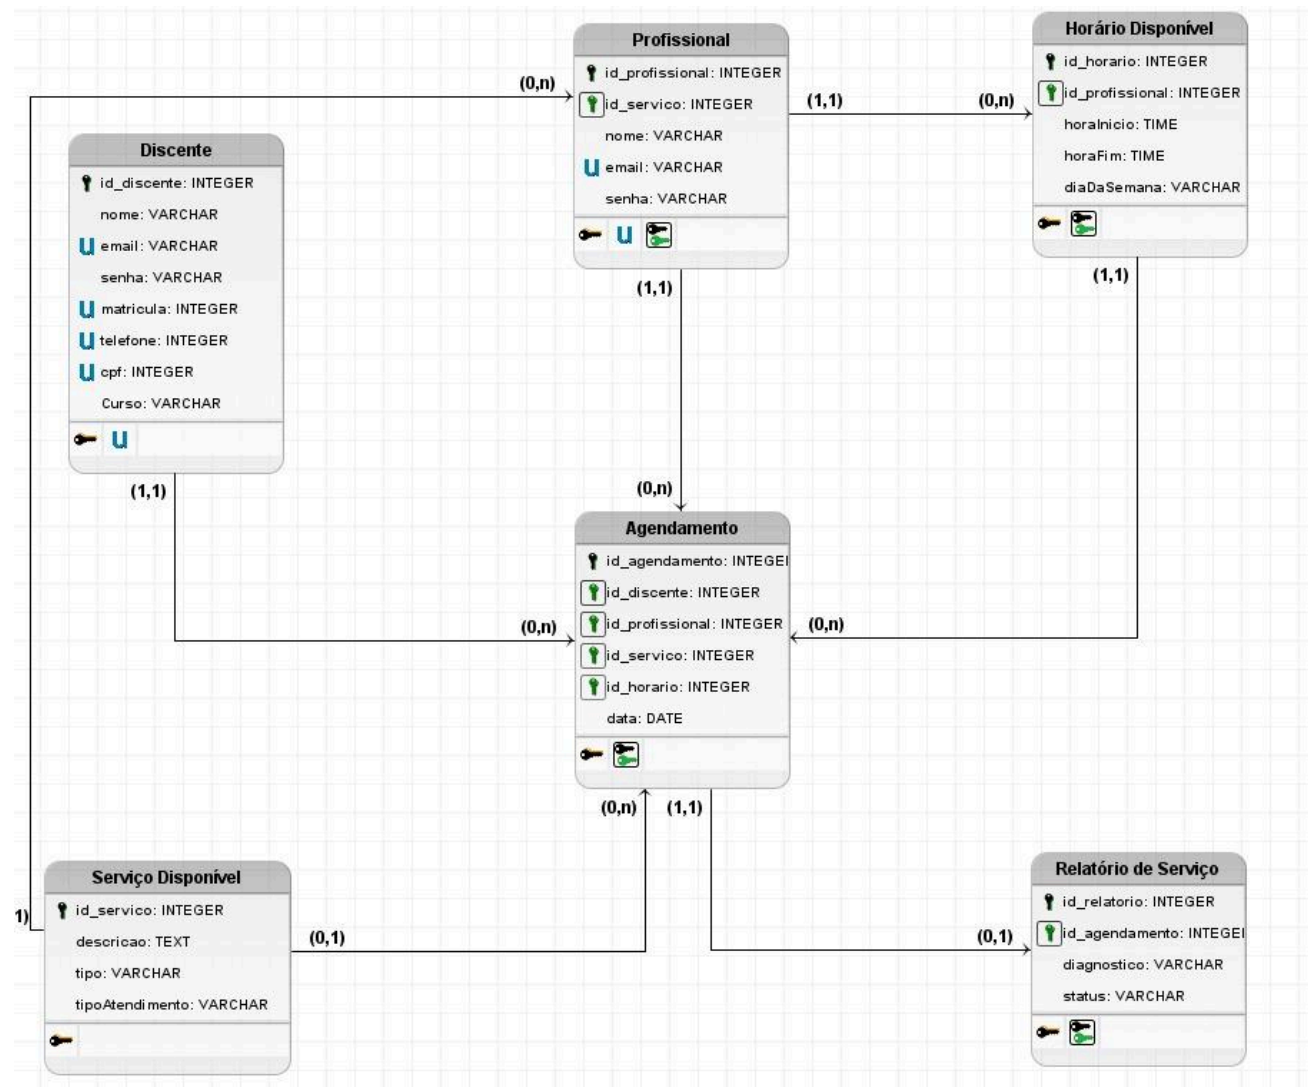 Profissional
id_profissional: INTEGER
id_servico: INTEGER
nome: VARCHAR
email: VARCHAR
senha: VARCHAR
(0,n)
(1,1)
(0,n)
Horário Disponível
id_horario: INTEGER
id_profissional: INTEGER
horaInicio: TIME
horaFim: TIME
diaDaSemana: VARCHAR
(1,1)
(1,1)
Discente
id_discente: INTEGER
nome: VARCHAR
email: VARCHAR
senha: VARCHAR
matricula: INTEGER
telefone: INTEGER
cpf: INTEGER
Curso: VARCHAR
(1,1)
(0,n)
(0,n)
(0,n)
Agendamento
id_agendamento: INTEGE
id_discente: INTEGER
id_profissional: INTEGER
id_servico: INTEGER
id_horario: INTEGER
data: DATE
(0,n)
(1,1)
Serviço Disponível
id_servico: INTEGER
descricao: TEXT
tipo: VARCHAR
tipoAtendimento: VARCHAR
1)
(0,1)
(0,1)
Relatório de Serviço
id_relatorio: INTEGER
id_agendamento: INTEGE
diagnostico: VARCHAR
status: VARCHAR